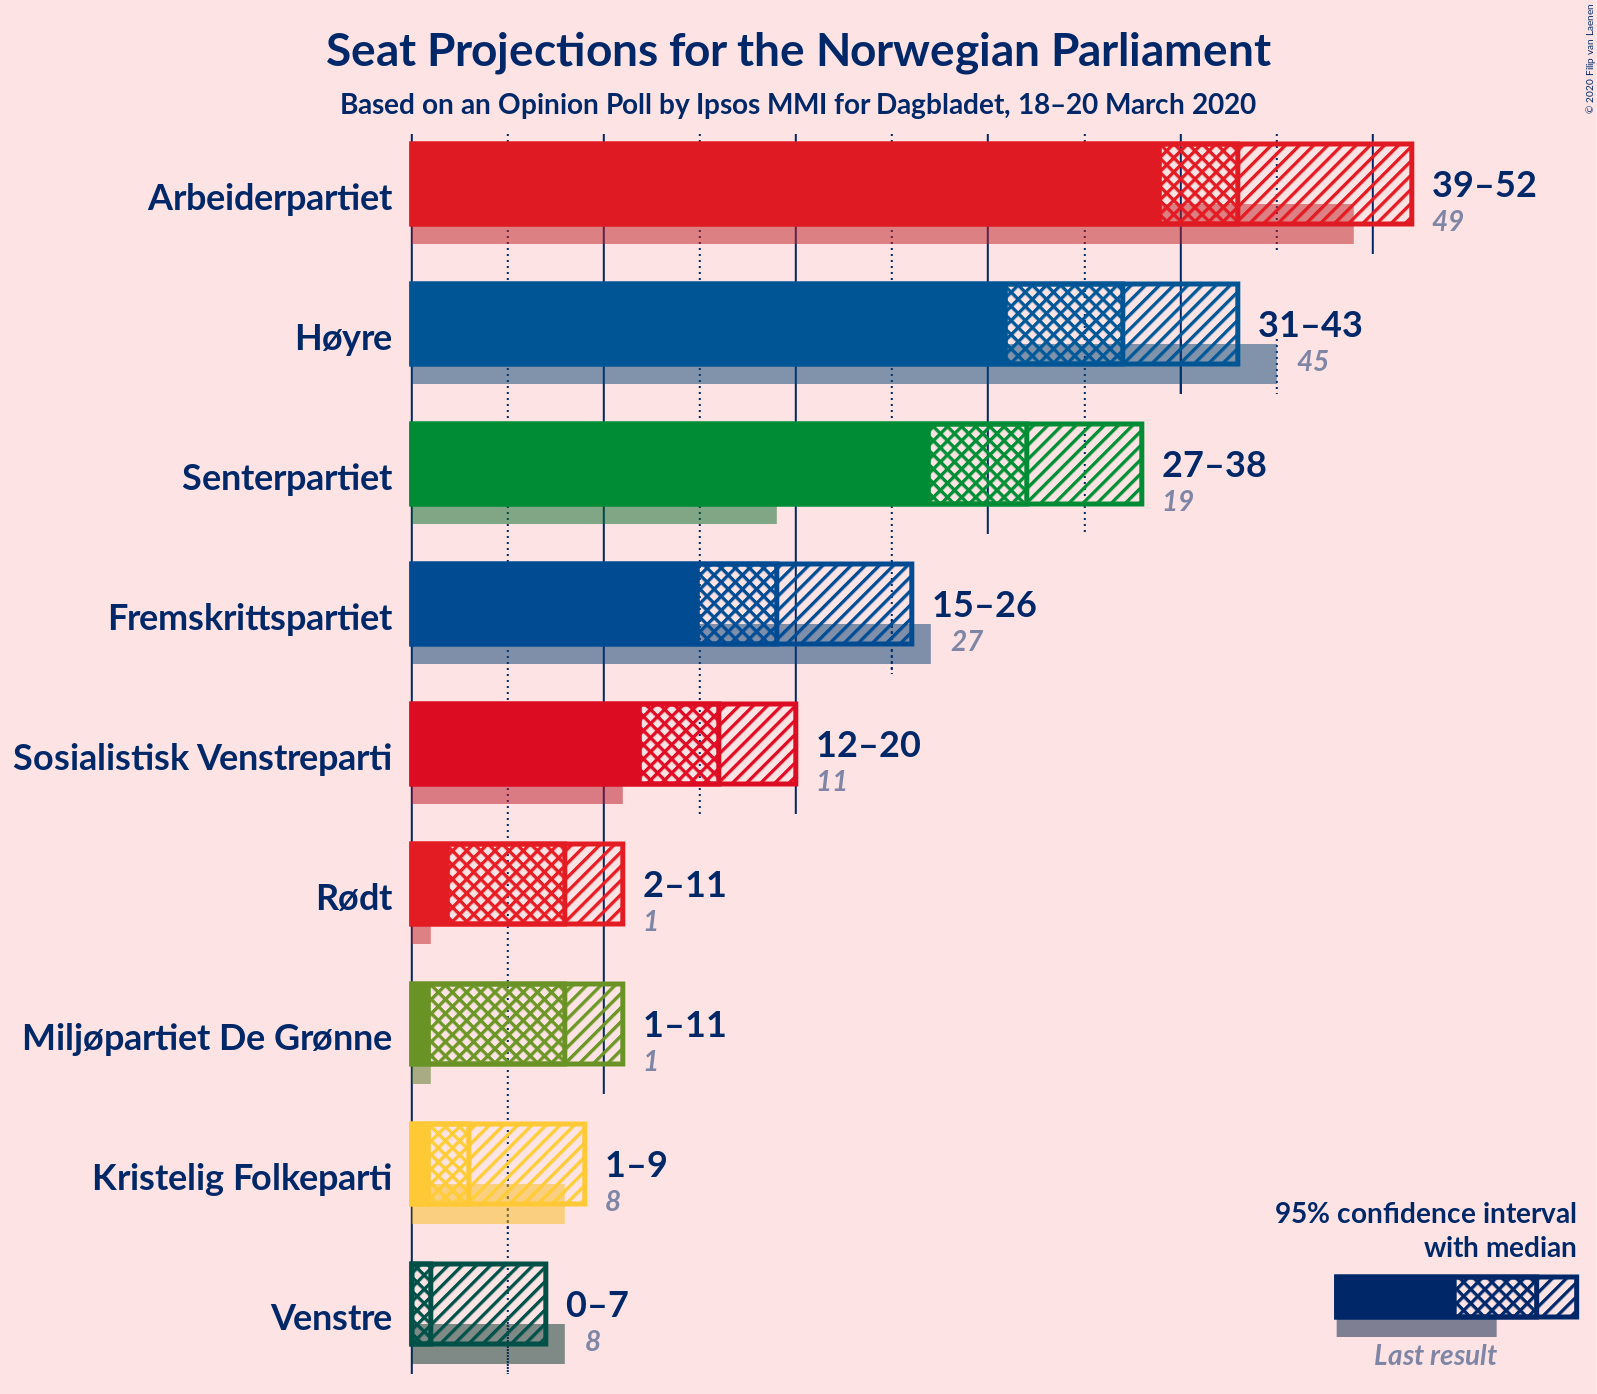 Seat Projections for the Norwegian Parliament
Based on an Opinion Poll by Ipsos MMI for Dagbladet, 18–20 March 2020
© 2020 Filip van Laenen
Arbeiderpartiet
39–52
49
Høyre
31–43
45
Senterpartiet
27–38
19
Fremskrittspartiet
15–26
27
Sosialistisk Venstreparti
12–20
11
Rødt
2–11
1
Miljøpartiet De Grønne
1–11
1
Kristelig Folkeparti
1–9
8
Venstre
0–7
8
95% confidence interval
with median
Last result